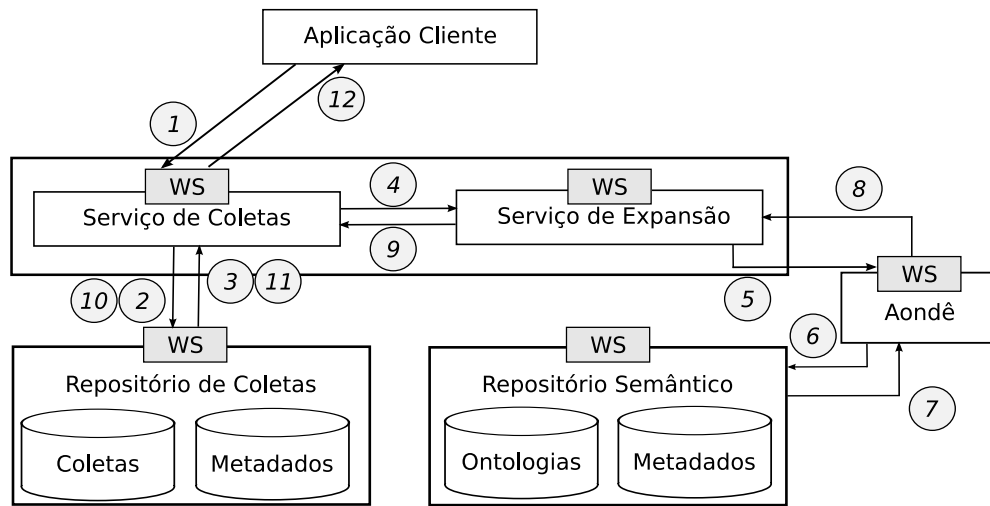 Aplicação Cliente
1
12
WS
WS
4
8
Serviço de Coletas
Serviço de Expansão
9
3
11
WS
10
2
5
Aondê
WS
WS
6
Repositório de Coletas
Repositório Semântico
7
Coletas
Metadados
Ontologias
Metadados